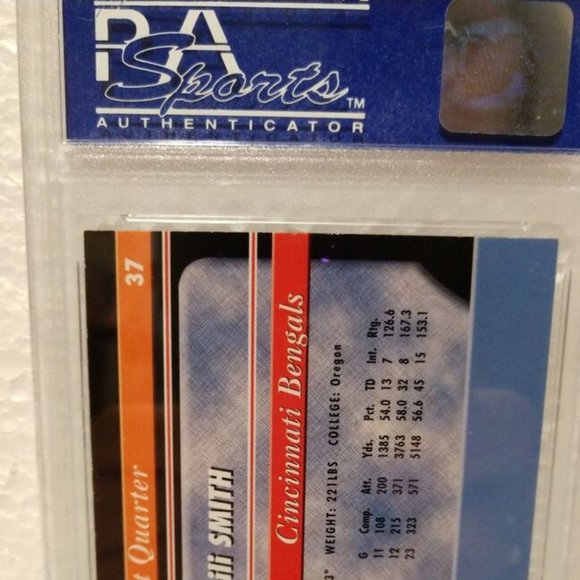 Sports™
AUTHENTICATOR
37
Quarter
SMITH
Cincinnati Bengals
WEIGHT: 221LBS COLLEGE: Oregon
G Comp. Att. Yds. Pct. TD Int. Rtg.
11 108 200 1385 54.0 13 7 126.6
12 215 371 3763 58.0 32 8 167.3
23 323 571 5148 56.6 45 15 153.1